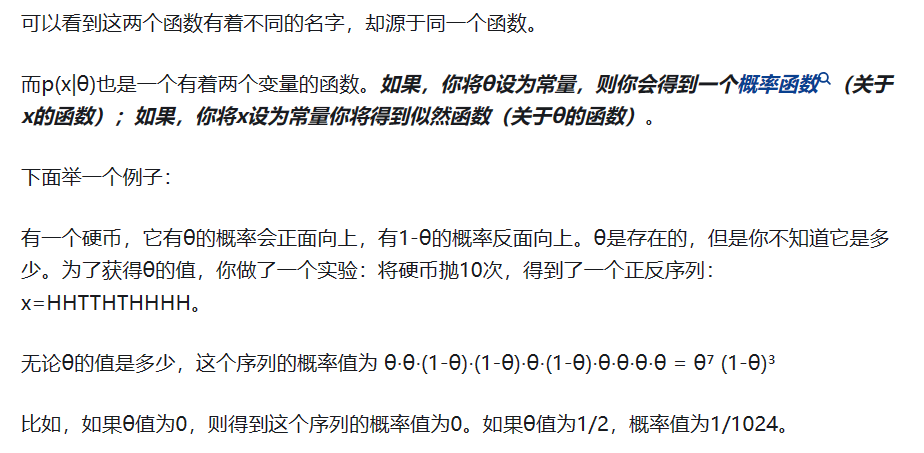 可以看到这两个函数有着不同的名字，却源于同一个函数。
而p(x|θ)也是一个有着两个变量的函数。如果，你将θ设为常量，则你会得到一个概率函数（关于
x的函数）；如果，你将x设为常量你将得到似然函数（关于θ的函数）。
下面举一个例子：
有一个硬币，它有θ的概率会正面向上，有1-θ的概率反面向上。θ是存在的，但是你不知道它是多
少。为了获得θ的值，你做了一个实验：将硬币抛10次，得到了一个正反序列：
x=HHTTHTHHHH。
无论θ的值是多少，这个序列的概率值为 θ·θ·(1-θ)·(1-θ)·θ·(1-θ)·θ·θ·θ·θ = θ⁷ (1-θ)³
比如，如果θ值为0，则得到这个序列的概率值为0。如果θ值为1/2，概率值为1/1024。